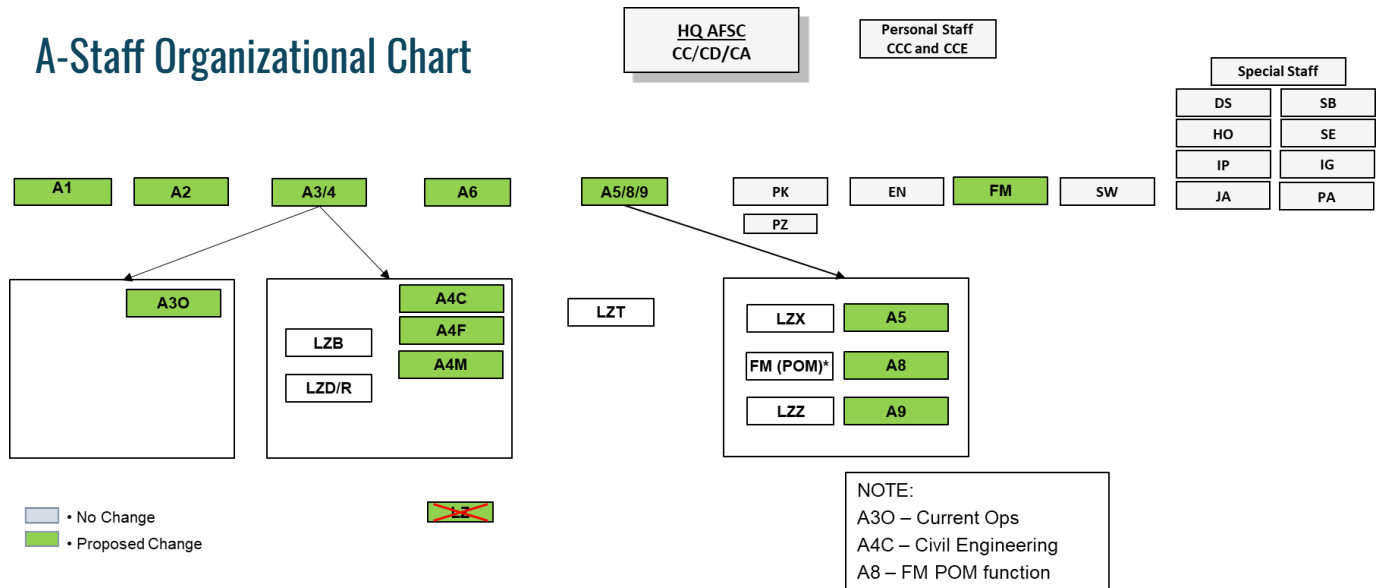 A-Staff Organizational Chart
HQ AFSC
CC/CD/CA
Personal Staff
CCC and CCE
Special Staff
DS
SB
HO
SE
IP
IG
JA
PA
A1
A2
A3/4
A6
A5/8/9
PK
EN
FM
SW
PZ
A3O
A4C
A4F
A4M
LZB
LZD/R
LZT
LZX
A5
FM (POM)*
A8
LZZ
A9
• No Change
• Proposed Change
LZ
NOTE:
A3O – Current Ops
A4C – Civil Engineering
A8 – FM POM function